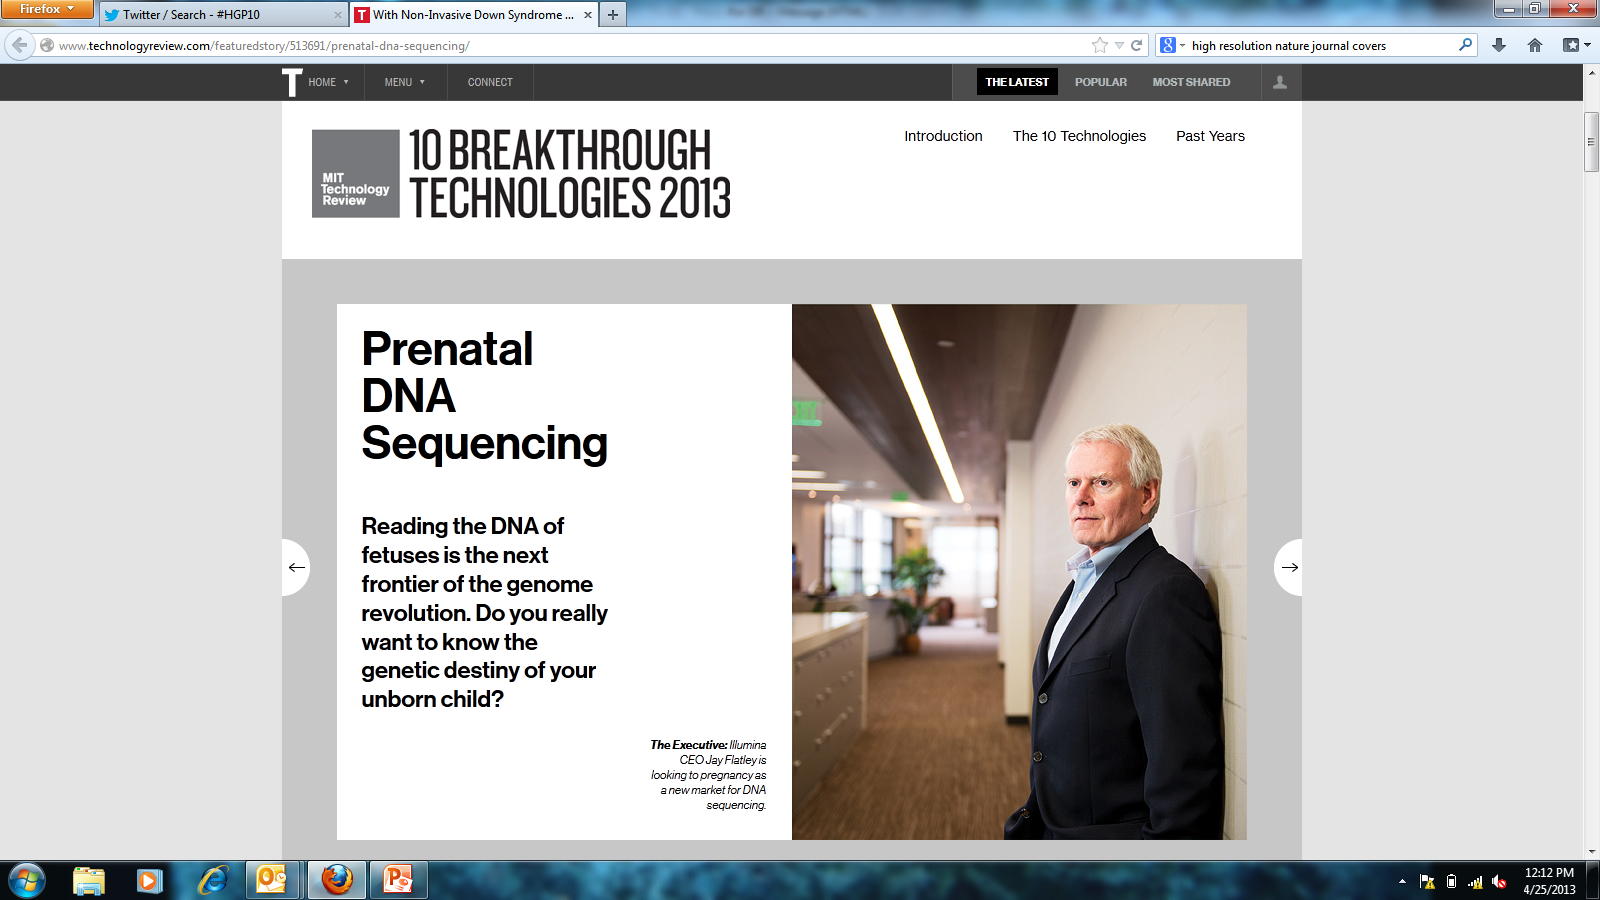 Firefox
Twitter / Search - #HGP10
With Non-Invasive Down Syndrome ...
www.technologyreview.com/featuredstory/513691/prenatal-dna-sequencing/
high resolution nature journal covers
T
HOME
MENU
CONNECT
THE LATEST
POPULAR
MOST SHARED
MIT
Technology
Review
10 BREAKTHROUGH
TECHNOLOGIES 2013
Introduction
The 10 Technologies
Past Years
Prenatal
DNA
Sequencing
Reading the DNA of
fetuses is the next
frontier of the genome
revolution. Do you really
want to know the
genetic destiny of your
unborn child?
The Executive: Illumina
CEO Jay Flatley is
looking to pregnancy as
a new market for DNA
sequencing.
12:12 PM
4/25/2013